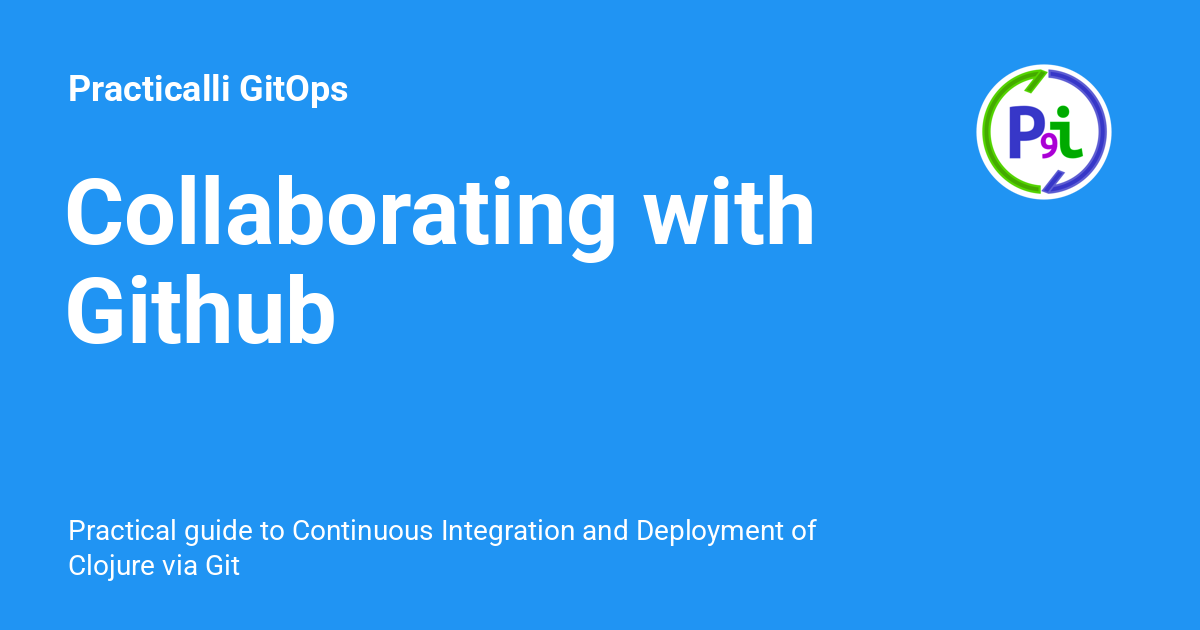 Practicalli GitOps
P9i
Collaborating with
Github
Practical guide to Continuous Integration and Deployment of
Clojure via Git